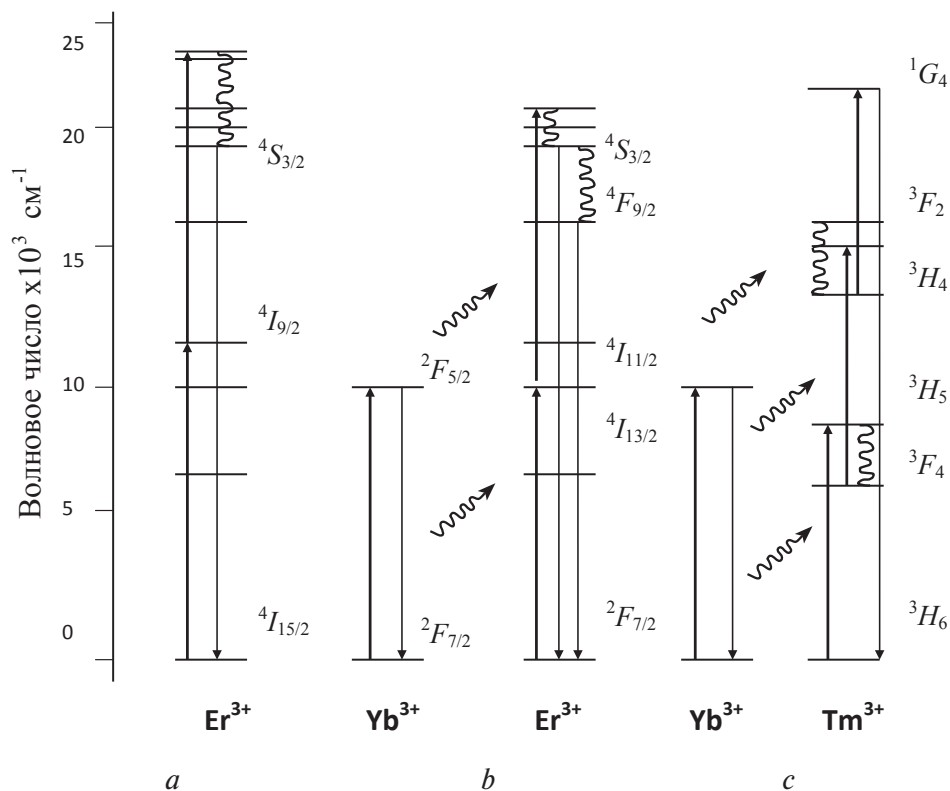 Волновое число x10³ см⁻¹
25
20
15
10
5
0
⁴S₃/₂
⁴I₉/₂
⁴I₁₅/₂
Er³⁺
a
²F₅/₂
²F₇/₂
Yb³⁺
b
⁴S₃/₂
⁴F₉/₂
⁴I₁₁/₂
⁴I₁₃/₂
²F₇/₂
Er³⁺
Yb³⁺
c
¹G₄
³F₂
³H₄
³H₅
³F₄
³H₆
Tm³⁺